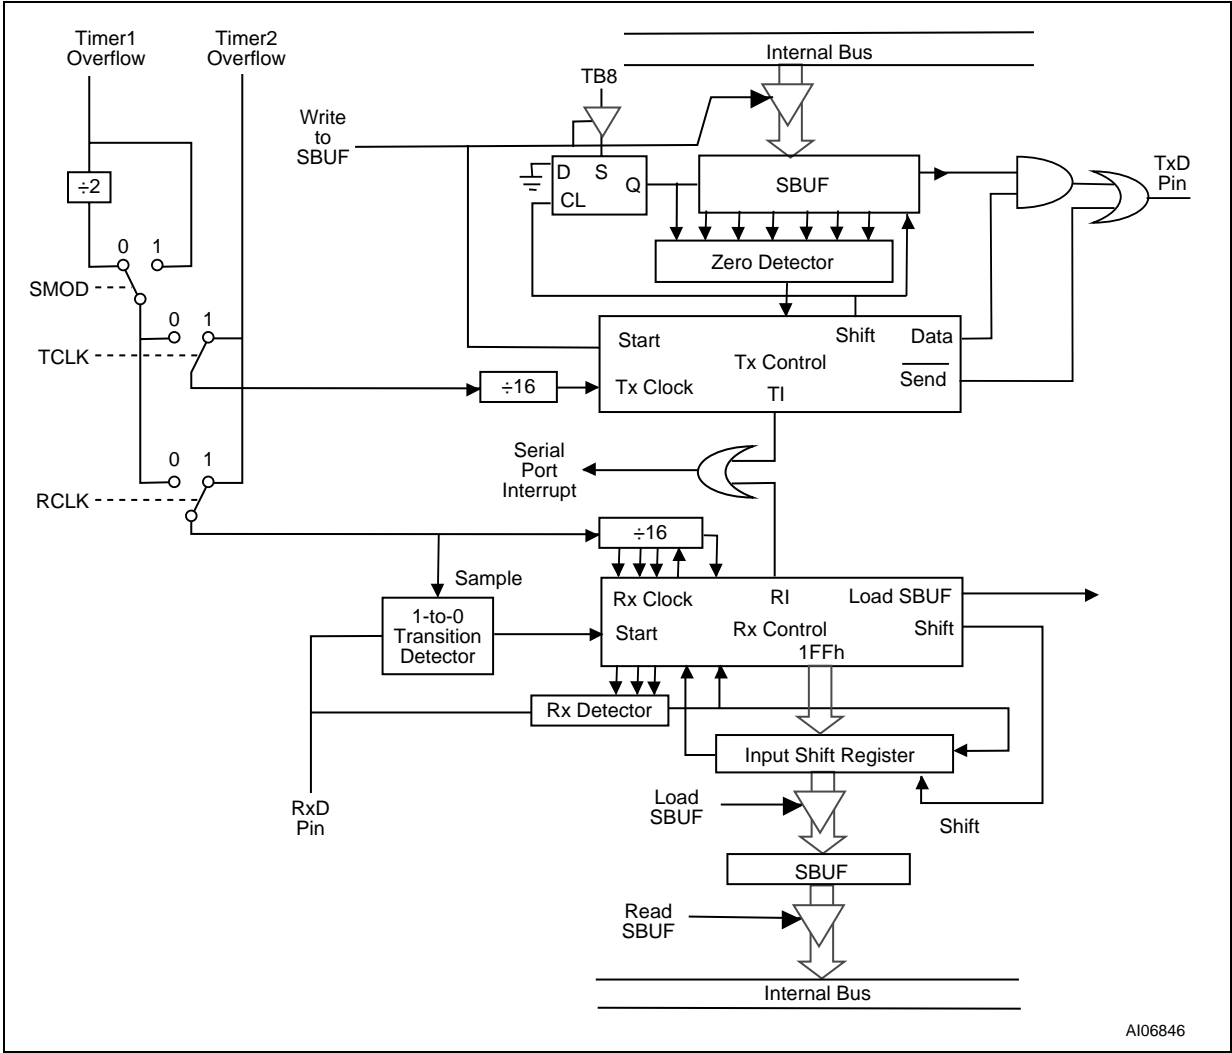 Timer1
Overflow
Timer2
Overflow
Internal Bus
TB8
Write
to
SBUF
÷2
D S
Q
CL
SBUF
TxD
Pin
Zero Detector
0 1
SMOD
0 1
TCLK
Start
Shift
Data
Tx Control
Send
÷16
Tx Clock
TI
Serial
Port
Interrupt
0 1
RCLK
÷16
Sample
Rx Clock
RI
Load SBUF
1-to-0
Transition
Detector
Start
Rx Control
Shift
1FFh
Rx Detector
Input Shift Register
RxD
Pin
Load
SBUF
Shift
SBUF
Read
SBUF
Internal Bus
AI06846